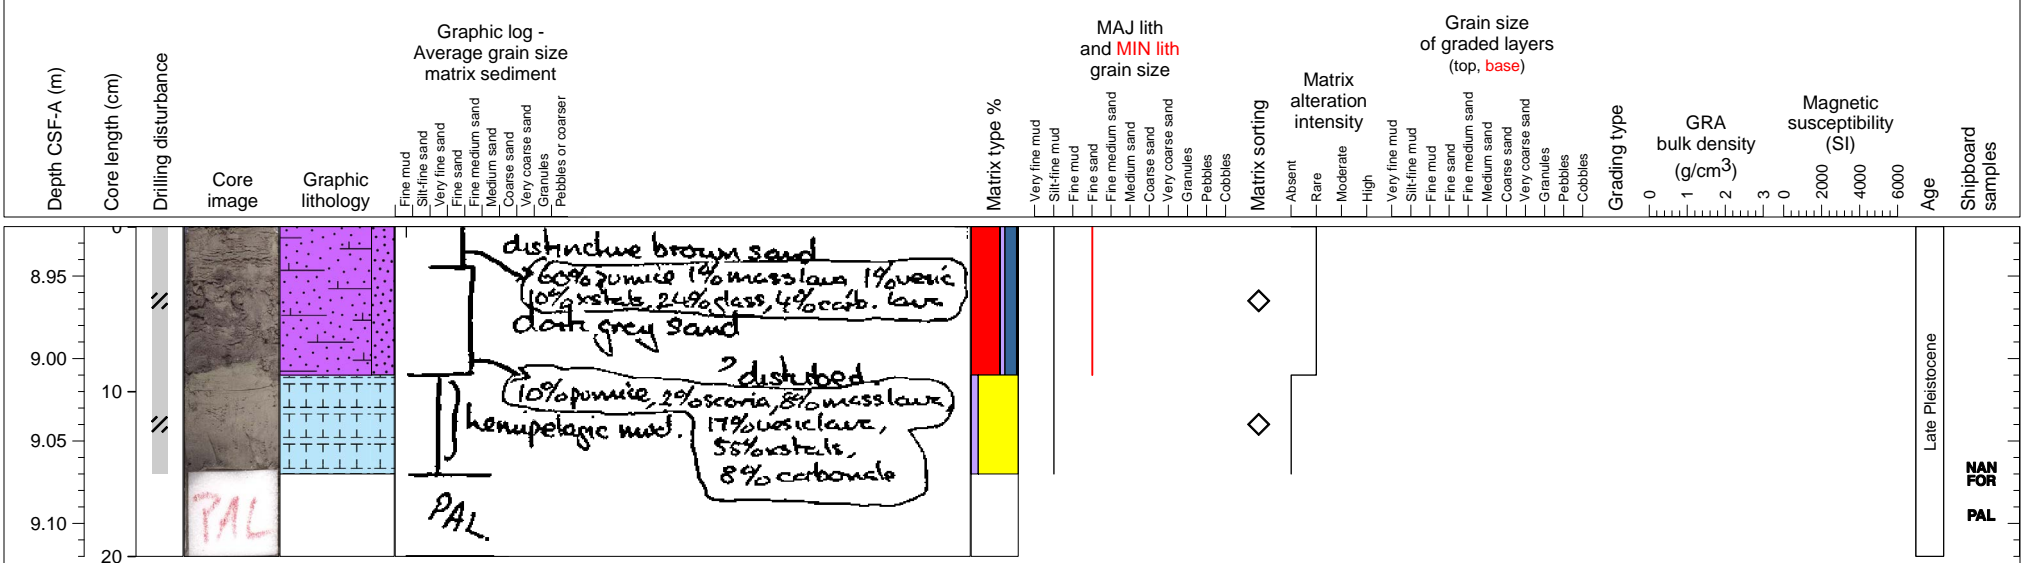 Depth CSF-A (m)
Core length (cm)
Drilling disturbance
Core
image
Graphic
lithology
Graphic log -
Average grain size
matrix sediment
Fine mud
Silt-fine sand
Very fine sand
Fine sand
Fine medium sand
Medium sand
Coarse sand
Very coarse sand
Granules
Pebbles or coarser
Matrix type %
MAJ lith
and MIN lith
grain size
Very fine mud
Silt-fine mud
Fine mud
Fine sand
Fine medium sand
Medium sand
Coarse sand
Very coarse sand
Granules
Pebbles
Cobbles
Matrix sorting
Matrix
alteration
intensity
Absent
Rare
Moderate
High
Grain size
of graded layers
(top, base)
Very fine mud
Silt-fine mud
Fine mud
Fine sand
Fine medium sand
Medium sand
Coarse sand
Very coarse sand
Granules
Pebbles
Cobbles
Grading type
GRA
bulk density
(g/cm3)
0 1 2 3
Magnetic
susceptibility
(SI)
0 2000 4000 6000
Age
Shipboard
samples
0
8.95
9.00
10
9.05
9.10
20
distinctive brown sand
60% pumice 1% mass lava 1% vesic
10% xstals, 24% glass, 4% carb. lava
dark grey sand
? disturbed
10% pumice, 2% scoria, 8% mass lava
hemipelagic mud. 17% vesic lava,
55% xstals,
8% carbonate
PAL.
PAL
Late Pleistocene
NAN
FOR
PAL